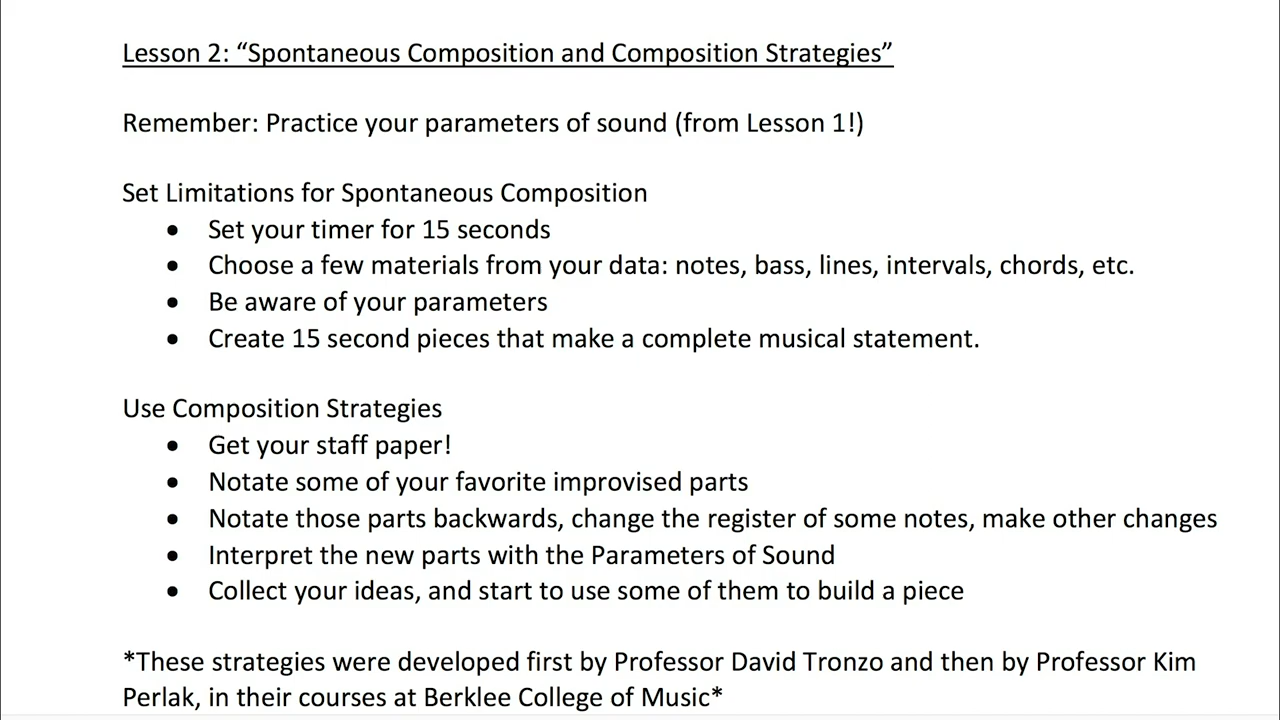 Lesson 2: “Spontaneous Composition and Composition Strategies”
Remember: Practice your parameters of sound (from Lesson 1!)
Set Limitations for Spontaneous Composition
• Set your timer for 15 seconds
• Choose a few materials from your data: notes, bass, lines, intervals, chords, etc.
• Be aware of your parameters
• Create 15 second pieces that make a complete musical statement.
Use Composition Strategies
• Get your staff paper!
• Notate some of your favorite improvised parts
• Notate those parts backwards, change the register of some notes, make other changes
• Interpret the new parts with the Parameters of Sound
• Collect your ideas, and start to use some of them to build a piece
*These strategies were developed first by Professor David Tronzo and then by Professor Kim
Perlak, in their courses at Berklee College of Music*